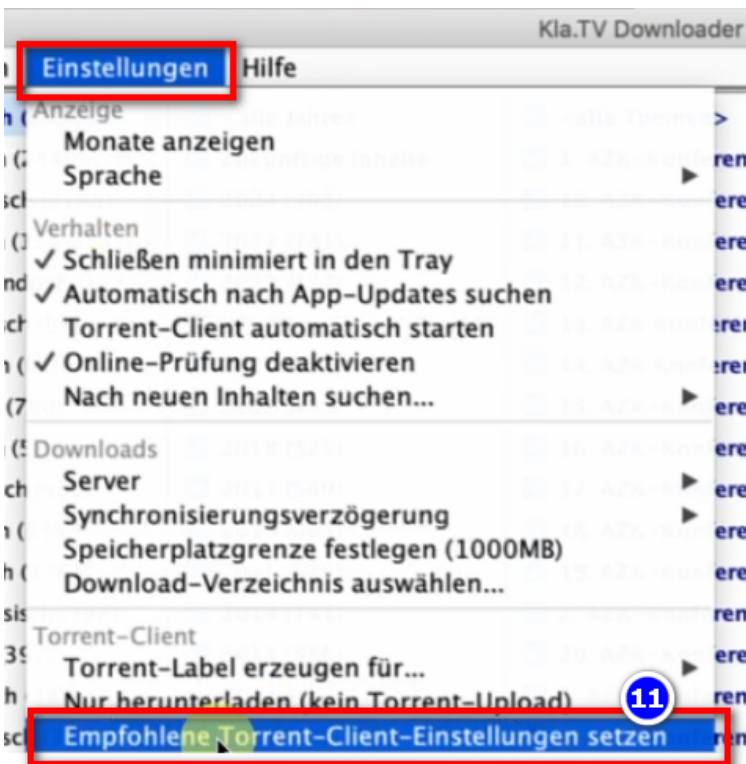 Kla.TV Downloader
Einstellungen Hilfe
Anzeige
Monate anzeigen
Sprache
Verhalten
✓ Schließen minimiert in den Tray
✓ Automatisch nach App-Updates suchen
Torrent-Client automatisch starten
✓ Online-Prüfung deaktivieren
Nach neuen Inhalten suchen...
Downloads
Server
Synchronisierungsverzögerung
Speicherplatzgrenze festlegen (1000MB)
Download-Verzeichnis auswählen...
Torrent-Client
Torrent-Label erzeugen für...
Nur herunterladen (kein Torrent-Upload)
11
Empfohlene Torrent-Client-Einstellungen setzen